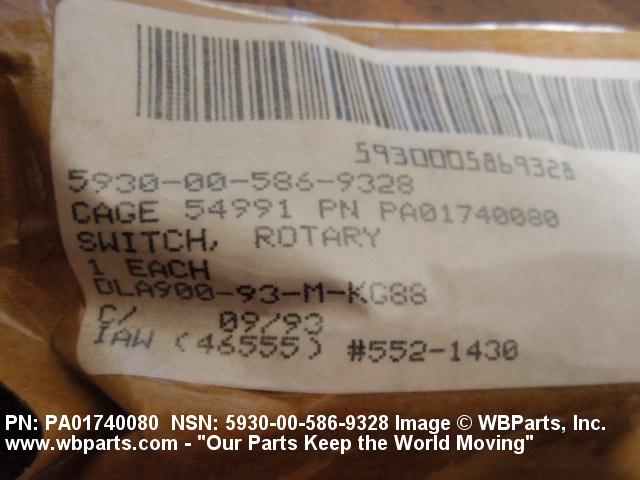 5930005869328
5930-00-586-9328
CAGE 54991 PN PA01740080
SWITCH, ROTARY
1 EACH
DLA900-93-M-KG88
C/ 09/93
IAW (46555) #552-1430
PN: PA01740080 NSN: 5930-00-586-9328 Image © WBParts, Inc.
www.wbparts.com - "Our Parts Keep the World Moving"